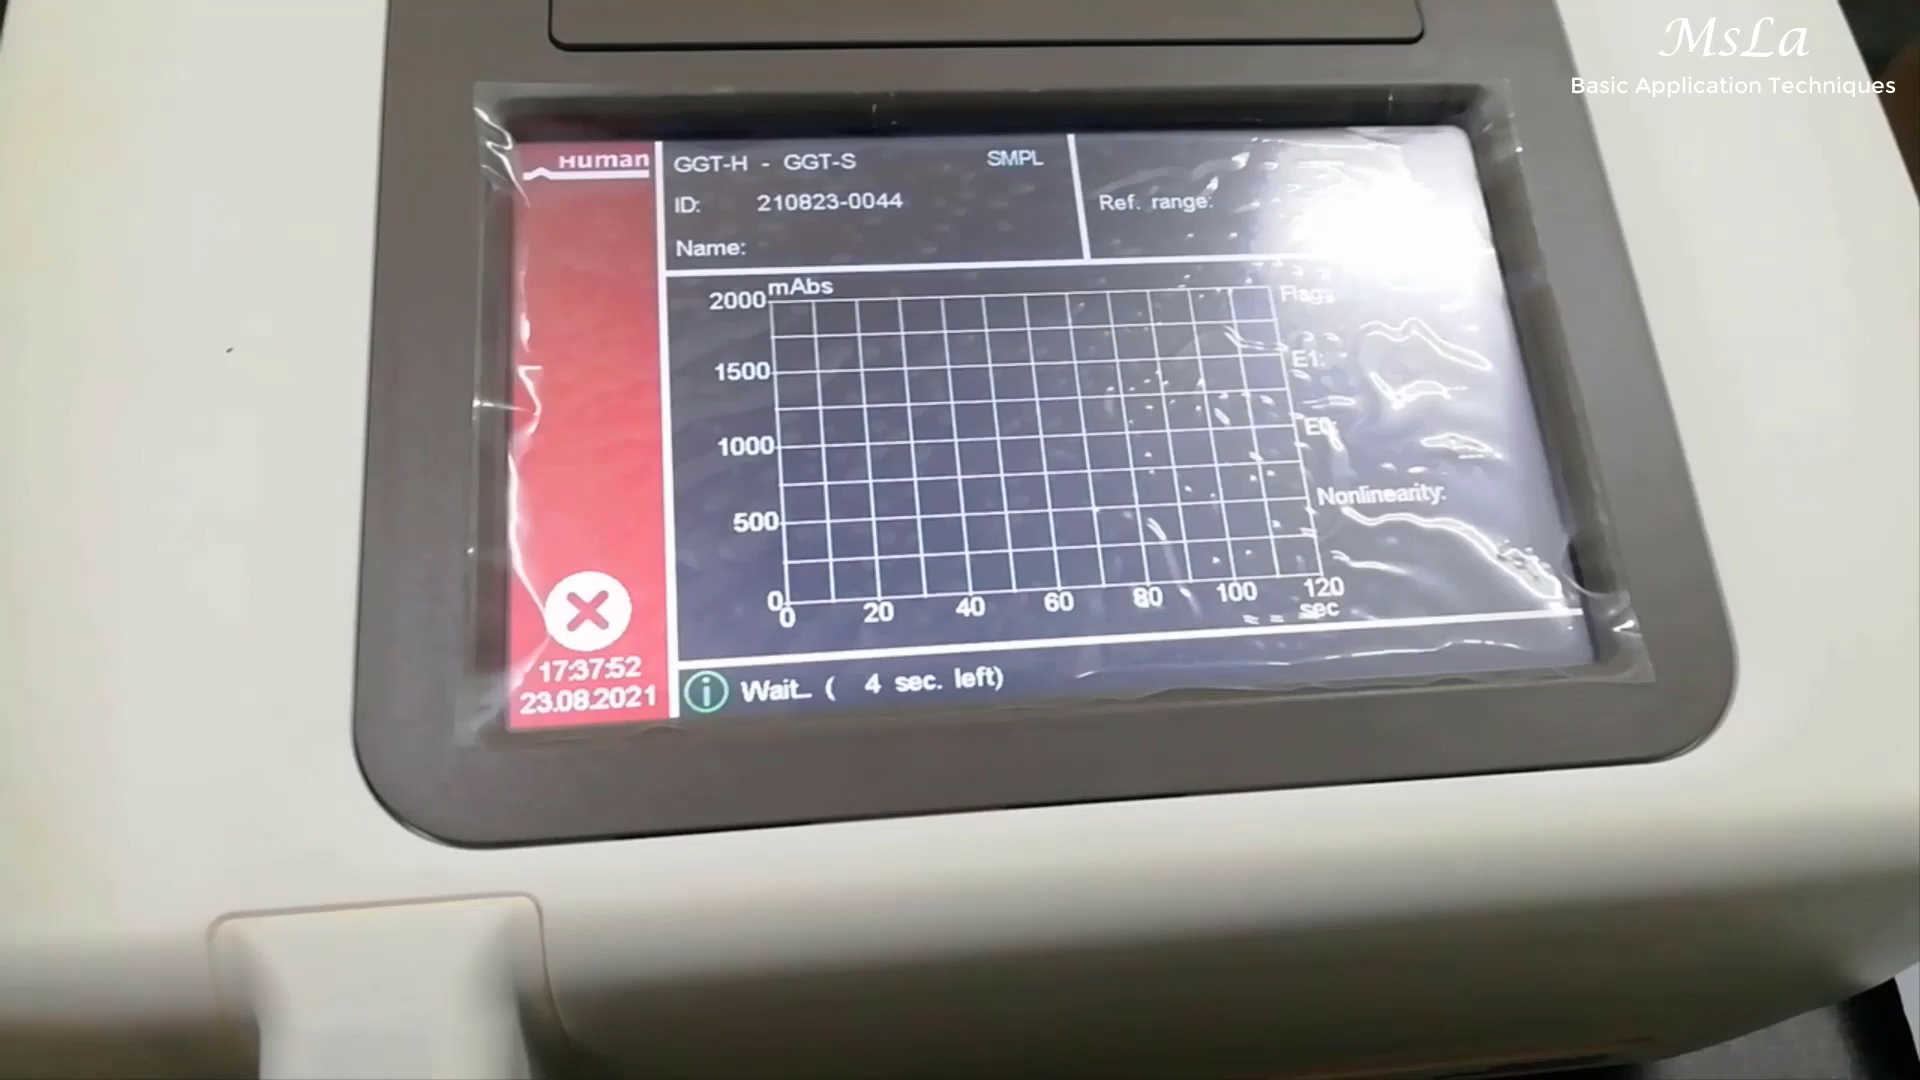 MsLa
Basic Application Techniques
Human
GGT-H - GGT-S SMPL
ID: 210823-0044
Name:
Ref. range:
mAbs
2000
1500
1000
500
0
0 20 40 60 80 100 120
sec
Flags
E1:
E0:
Nonlinearity:
17:37:52
23.08.2021
i Wait... ( 4 sec. left)